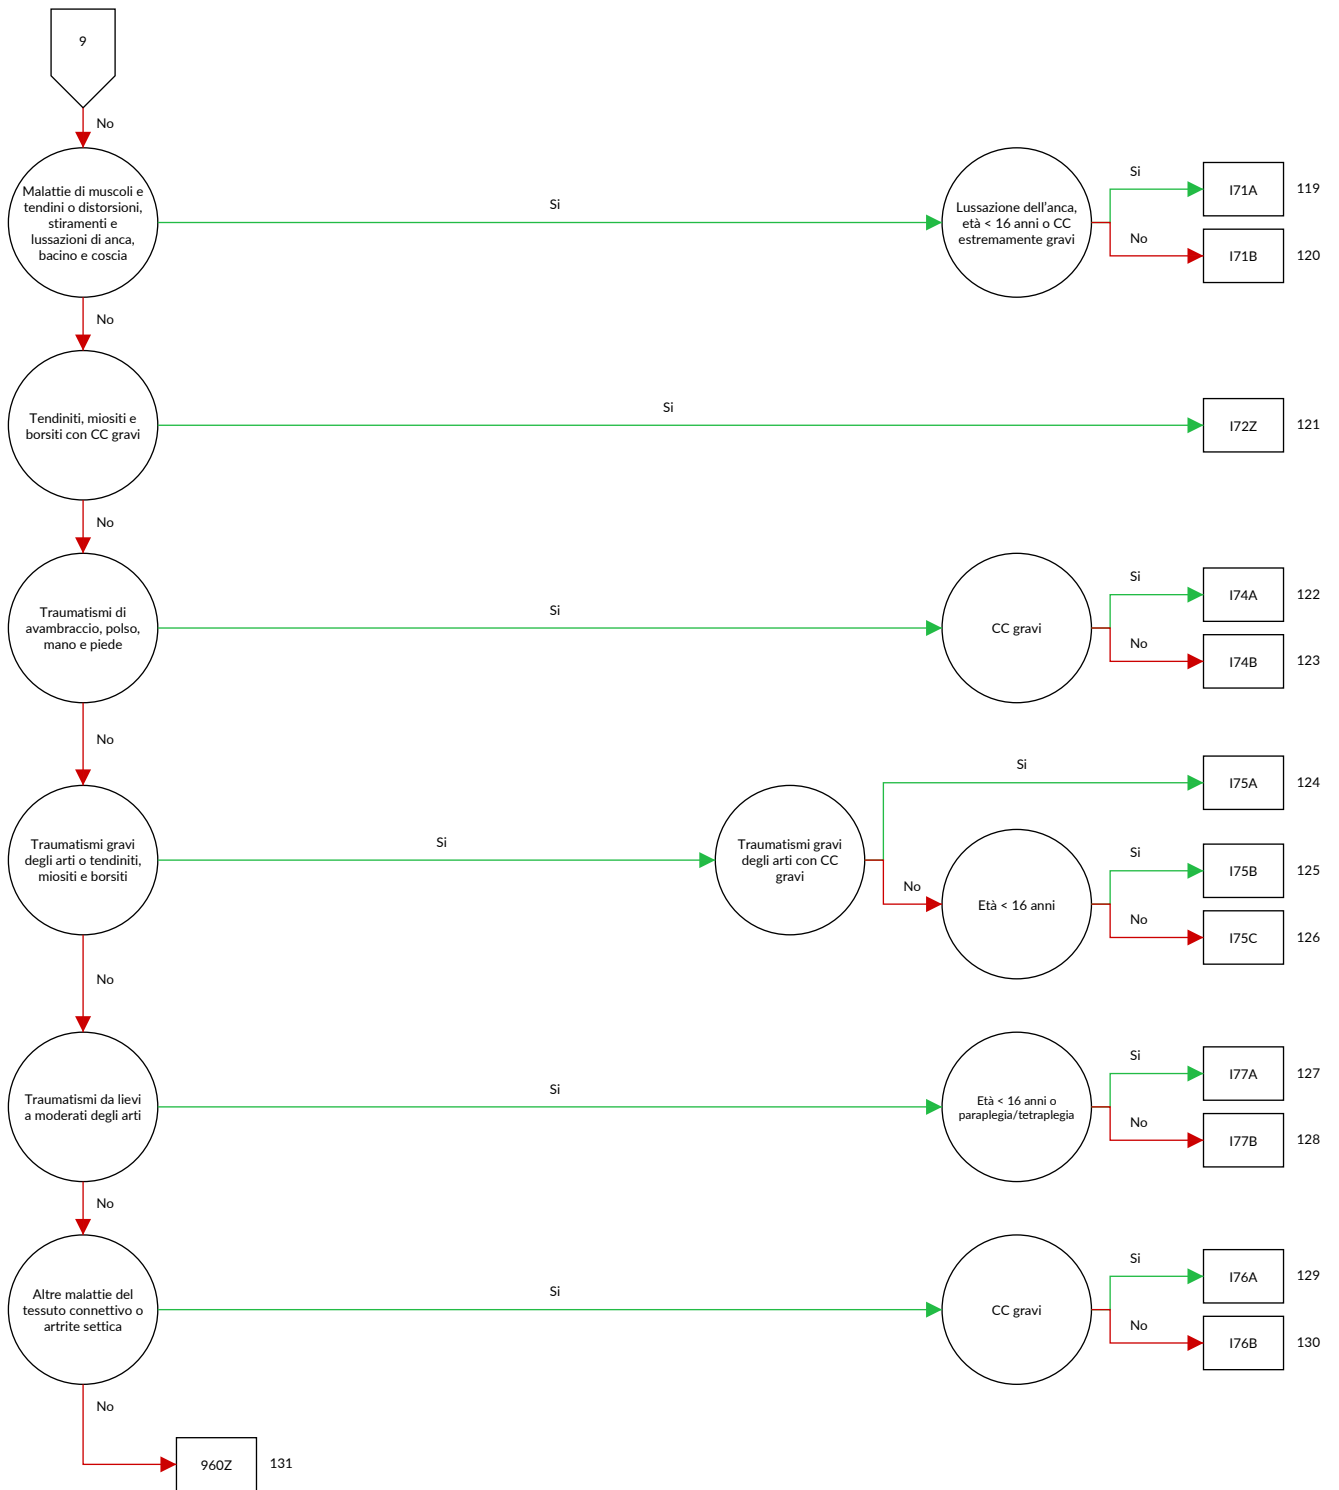 9
No
Malattie di muscoli e
tendini o distorsioni,
stiramenti e
lussazioni di anca,
bacino e coscia
Si
Lussazione dell'anca,
età < 16 anni o CC
estremamente gravi
Si
I71A
119
No
I71B
120
No
Tendiniti, miositi e
borsiti con CC gravi
Si
I72Z
121
No
Traumatismi di
avambraccio, polso,
mano e piede
Si
CC gravi
Si
I74A
122
No
I74B
123
No
Traumatismi gravi
degli arti o tendiniti,
miositi e borsiti
Si
Traumatismi gravi
degli arti con CC
gravi
Si
I75A
124
No
Età < 16 anni
Si
I75B
125
No
I75C
126
No
Traumatismi da lievi
a moderati degli arti
Si
Età < 16 anni o
paraplegia/tetraplegia
Si
I77A
127
No
I77B
128
No
Altre malattie del
tessuto connettivo o
artrite settica
Si
CC gravi
Si
I76A
129
No
I76B
130
No
960Z
131